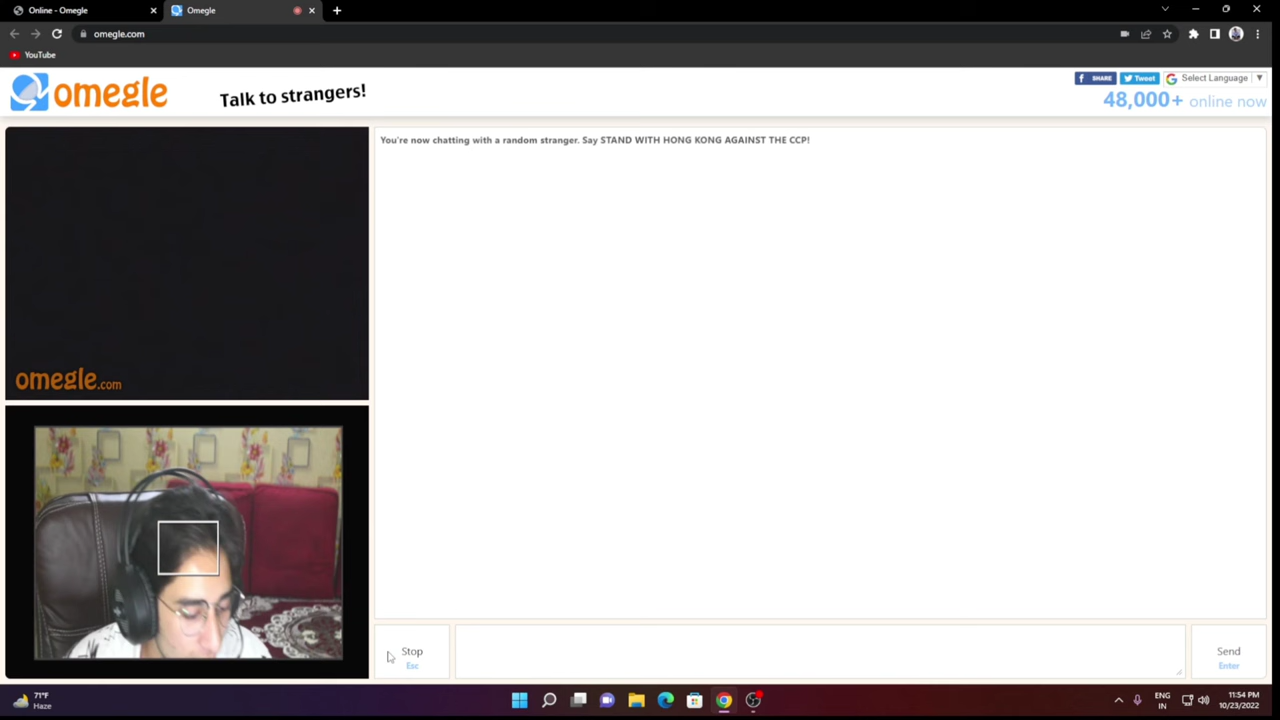 Online - Omegle
Omegle
omegle.com
YouTube
omegle
Talk to strangers!
SHARE
Tweet
Select Language
48,000+ online now
You're now chatting with a random stranger. Say STAND WITH HONG KONG AGAINST THE CCP!
omegle.com
Stop
Esc
Send
Enter
71°F
Haze
ENG
IN
11:54 PM
10/23/2022